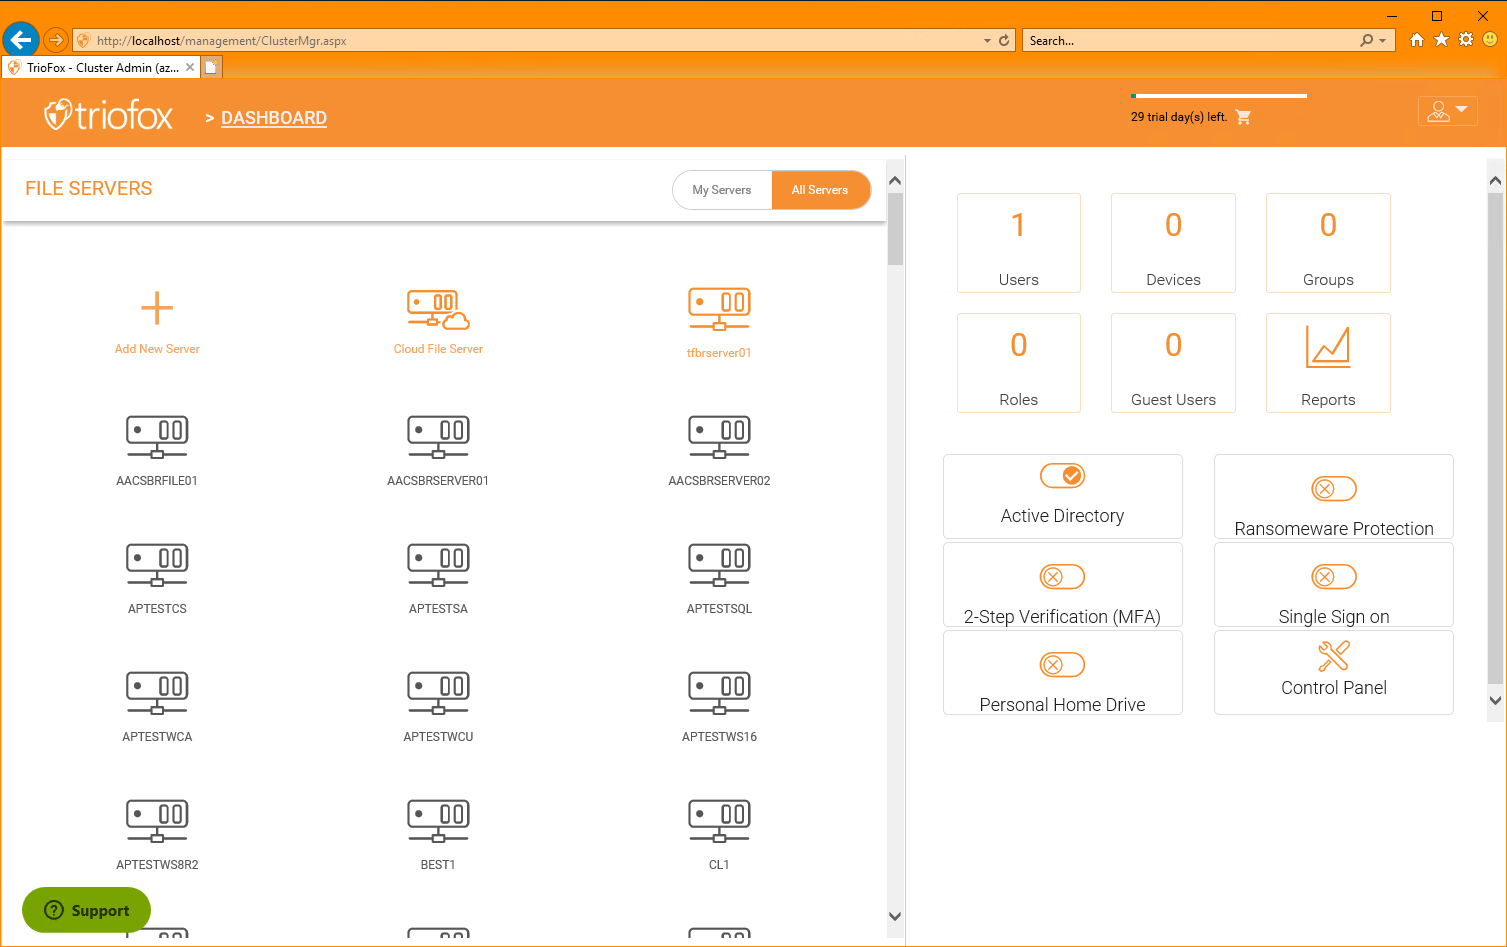 http://localhost/management/ClusterMgr.aspx
Search...
TrioFox - Cluster Admin (az...
triofox
> DASHBOARD
29 trial day(s) left.
FILE SERVERS
My Servers
All Servers
Add New Server
Cloud File Server
tfbrserver01
AACSBRFILE01
AACSBRSERVER01
AACSBRSERVER02
APTESTCS
APTESTSA
APTESTSQL
APTESTWCA
APTESTWCU
APTESTWS16
APTESTWS8R2
BEST1
CL1
Support
1
Users
0
Devices
0
Groups
0
Roles
0
Guest Users
Reports
Active Directory
Ransomeware Protection
2-Step Verification (MFA)
Single Sign on
Personal Home Drive
Control Panel